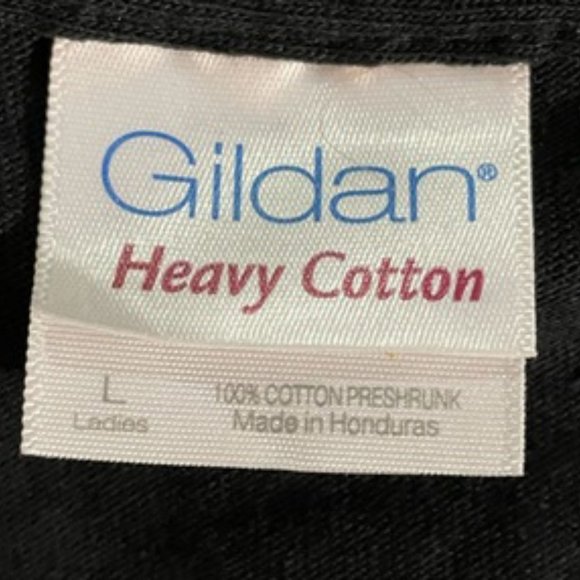 Gildan®
Heavy Cotton
L
Ladies
100% COTTON PRESHRUNK
Made in Honduras